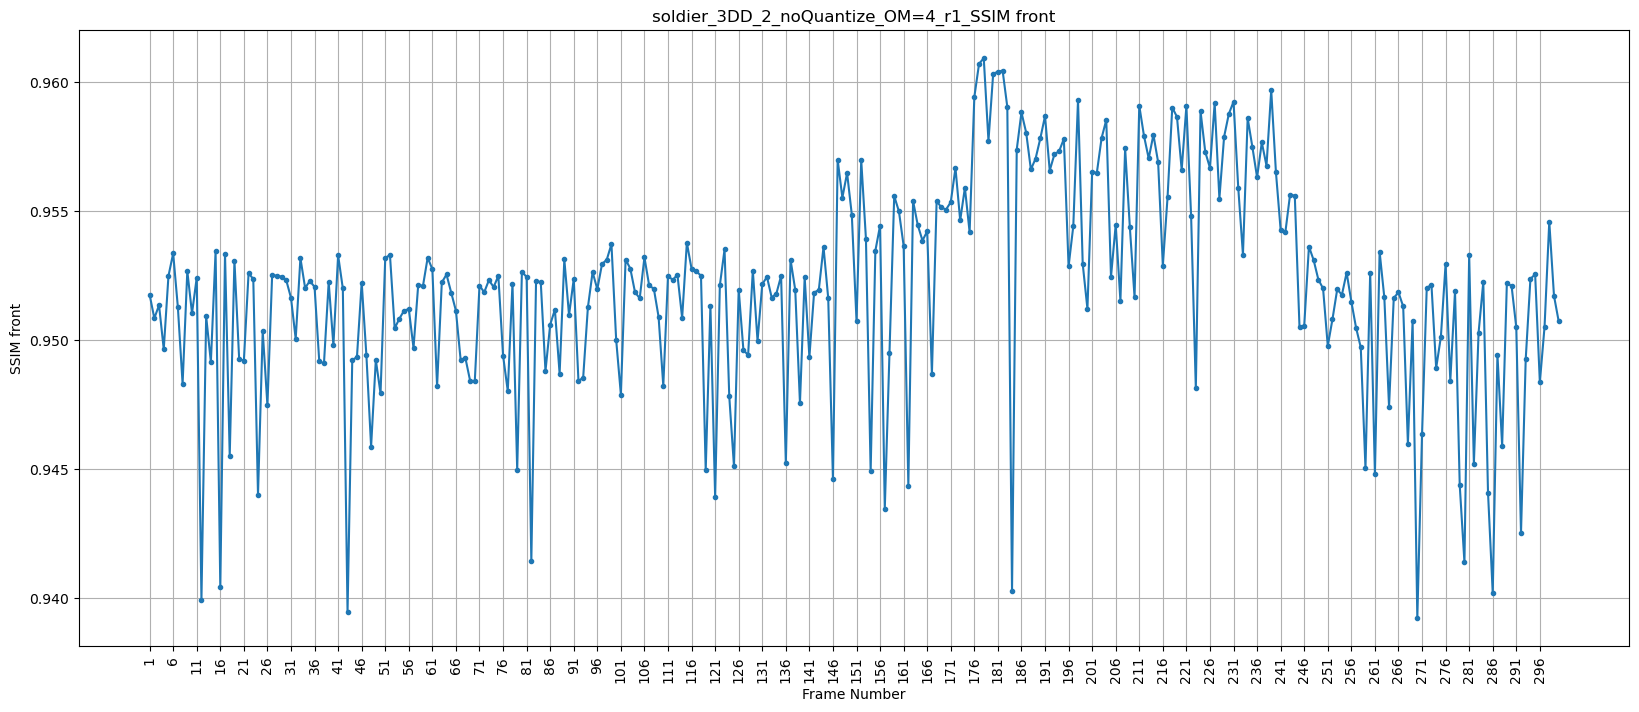 soldier_3DD_2_noQuantize_OM=4_r1_SSIM front
0.960
0.955
0.950
0.945
0.940
SSIM front
1 6 11 16 21 26 31 36 41 46 51 56 61 66 71 76 81 86 91 96 101 106 111 116 121 126 131 136 141 146 151 156 161 166 171 176 181 186 191 196 201 206 211 216 221 226 231 236 241 246 251 256 261 266 271 276 281 286 291 296
Frame Number